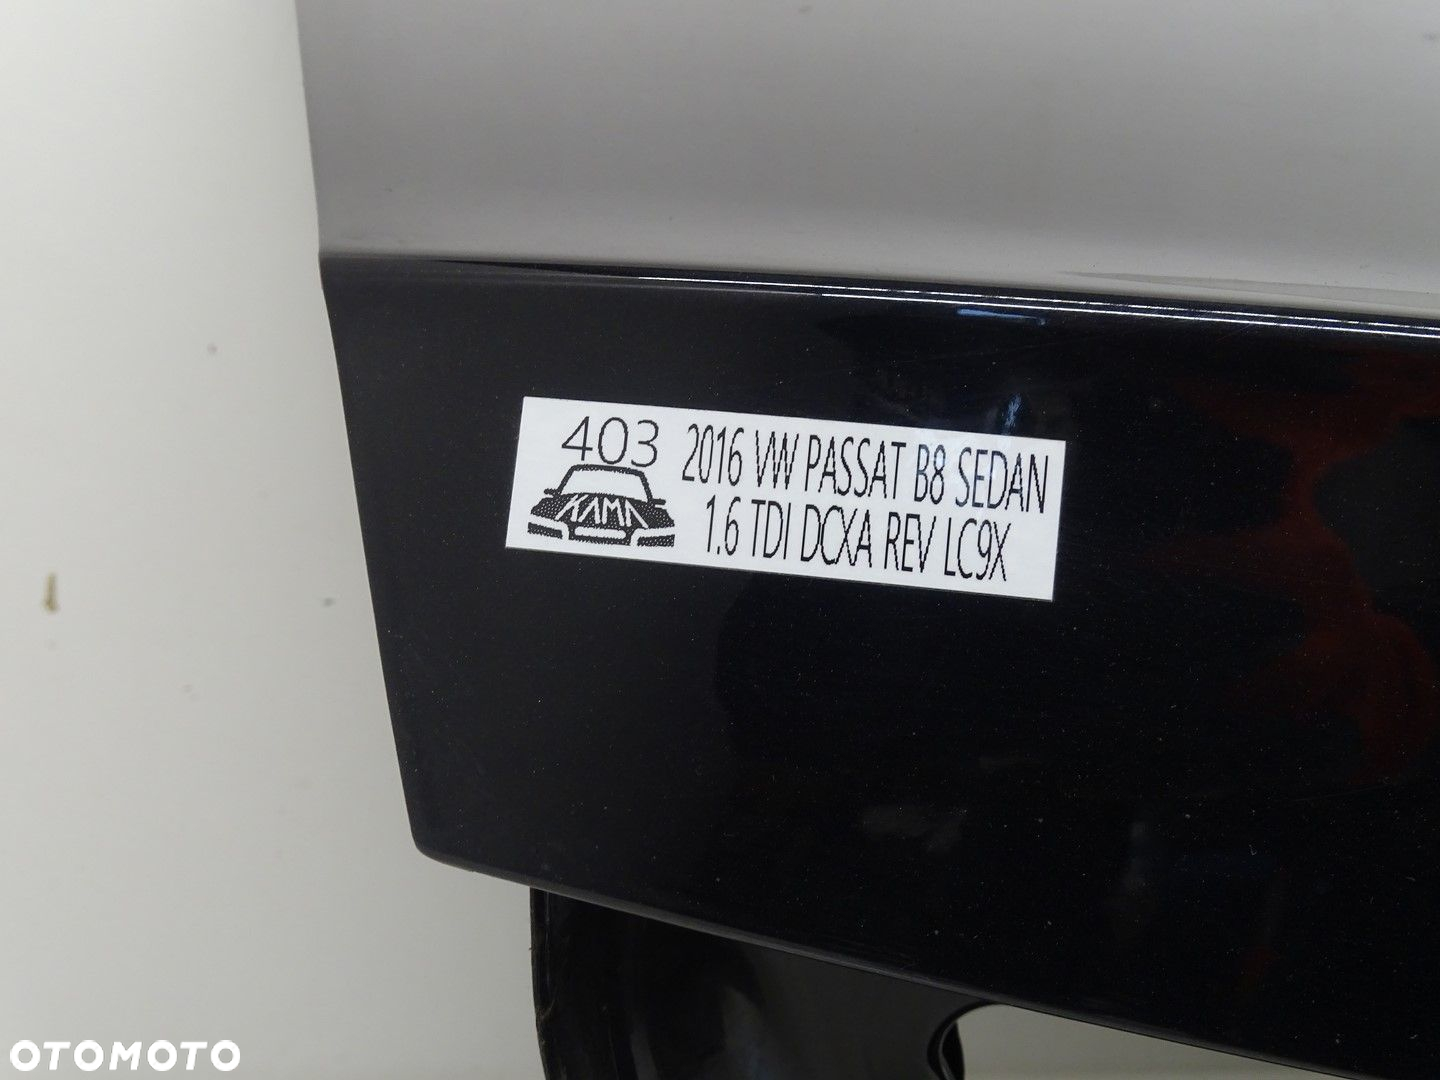 403
KAMA
2016 VW PASSAT B8 SEDAN
1.6 TDI DCXA REV LC9X
OTOMOTO